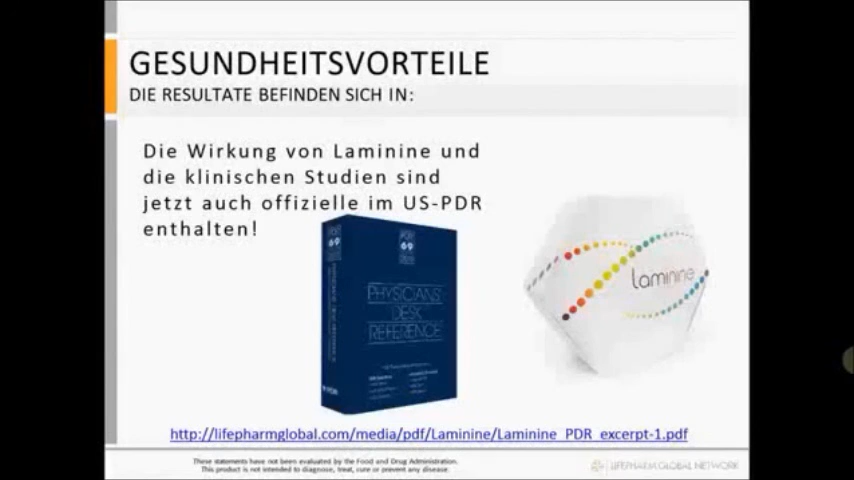 GESUNDHEITSVORTEILE
DIE RESULTATE BEFINDEN SICH IN:
Die Wirkung von Laminine und
die klinischen Studien sind
jetzt auch offizielle im US-PDR
enthalten!
PDR
69
PHYSICIANS'
DESK
REFERENCE
laminine
http://lifepharmglobal.com/media/pdf/Laminine/Laminine_PDR_excerpt-1.pdf
These statements have not been evaluated by the Food and Drug Administration.
This product is not intended to diagnose, treat, cure or prevent any disease.
LIFEPHARM GLOBAL NETWORK